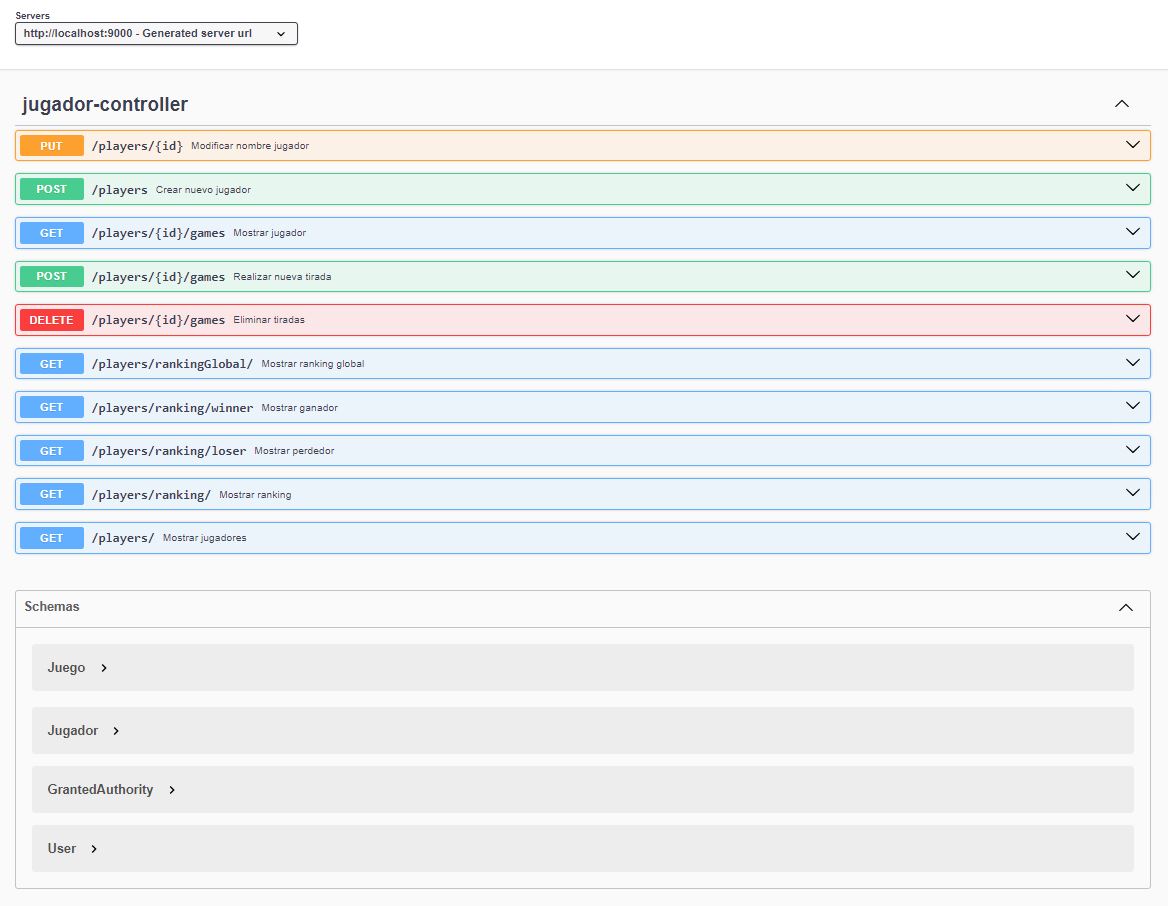 Servers
http://localhost:9000 - Generated server url
jugador-controller
PUT /players/{id} Modificar nombre jugador
POST /players Crear nuevo jugador
GET /players/{id}/games Mostrar jugador
POST /players/{id}/games Realizar nueva tirada
DELETE /players/{id}/games Eliminar tiradas
GET /players/rankingGlobal/ Mostrar ranking global
GET /players/ranking/winner Mostrar ganador
GET /players/ranking/loser Mostrar perdedor
GET /players/ranking/ Mostrar ranking
GET /players/ Mostrar jugadores
Schemas
Juego
Jugador
GrantedAuthority
User